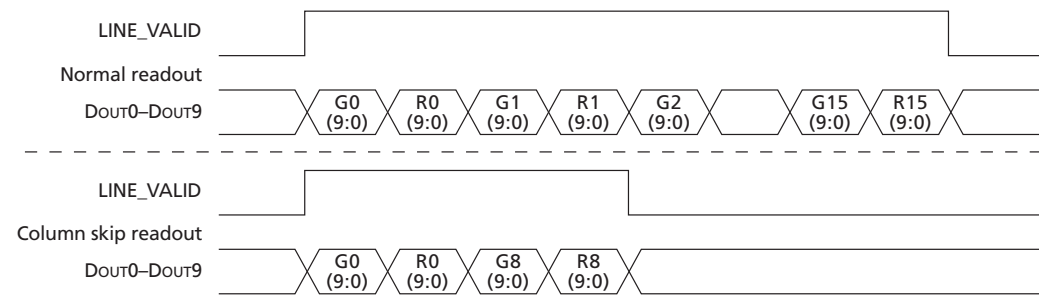 LINE_VALID
Normal readout
DOUT0–DOUT9
G0 (9:0) R0 (9:0) G1 (9:0) R1 (9:0) G2 (9:0) G15 (9:0) R15 (9:0)
LINE_VALID
Column skip readout
DOUT0–DOUT9
G0 (9:0) R0 (9:0) G8 (9:0) R8 (9:0)